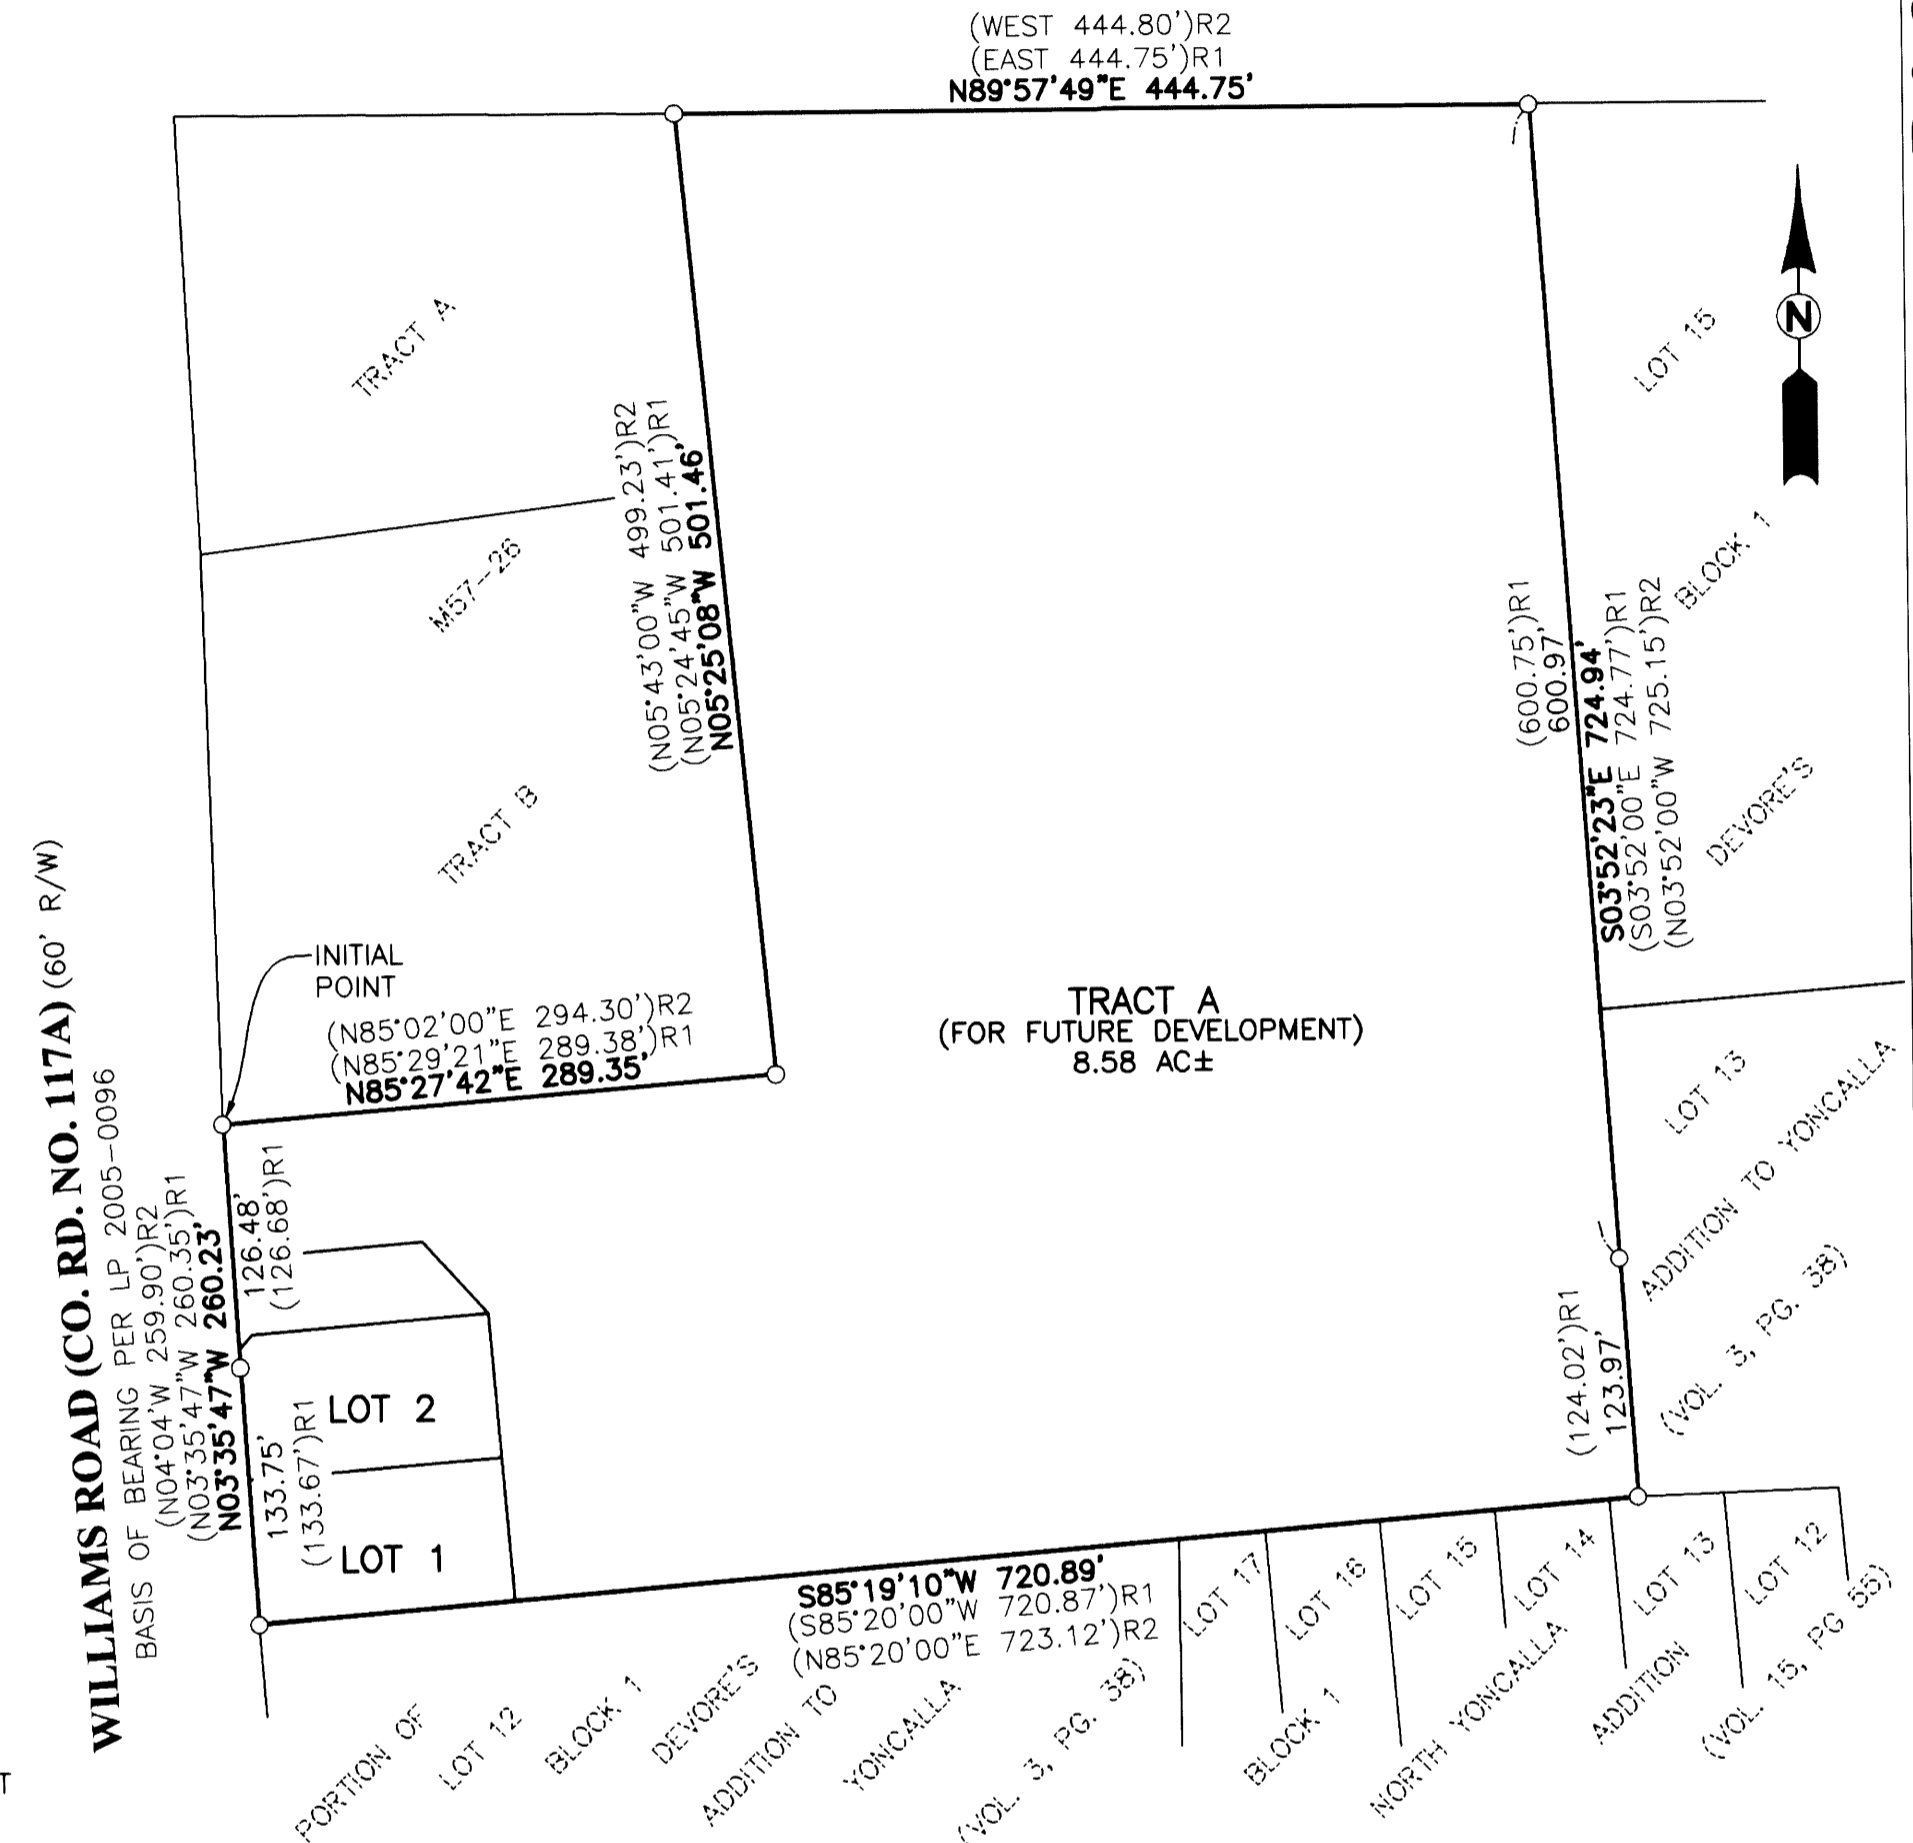 (WEST 444.80')R2
(EAST 444.75')R1
N89°57'49"E 444.75'
TRACT A
M57-26
TRACT B
(N05°43'00"W 499.23')R2
(N05°24'45"W 501.41')R1
N05°25'08"W 501.46'
N
LOT 15
BLOCK 1
DEVORE'S
LOT 13
ADDITION TO YONCALLA
(VOL. 3, PG. 38)
(600.75')R1
600.97'
S03°52'23"E 724.94'
(S03°52'00"E 724.77')R1
(N03°52'00"W 725.15')R2
INITIAL
POINT
(N85°02'00"E 294.30')R2
(N85°29'21"E 289.38')R1
N85°27'42"E 289.35'
TRACT A
(FOR FUTURE DEVELOPMENT)
8.58 AC±
WILLIAMS ROAD (CO. RD. NO. 117A) (60' R/W)
BASIS OF BEARING PER LP 2005-0096
(N04°04'W 259.90')R2
(N03°35'47"W 260.35')R1
N03°35'47"W 260.23'
126.48'
(126.68')R1
133.75'
(133.67')R1
LOT 2
LOT 1
(124.02')R1
123.97'
S85°19'10"W 720.89'
(S85°20'00"W 720.87')R1
(N85°20'00"E 723.12')R2
PORTION OF
LOT 12
BLOCK 1
DEVORE'S
ADDITION TO
YONCALLA
(VOL. 3, PG. 38)
LOT 17
LOT 16
LOT 15
LOT 14
LOT 13
LOT 12
BLOCK 1
NORTH YONCALLA
ADDITION
(VOL. 15, PG 55)
T